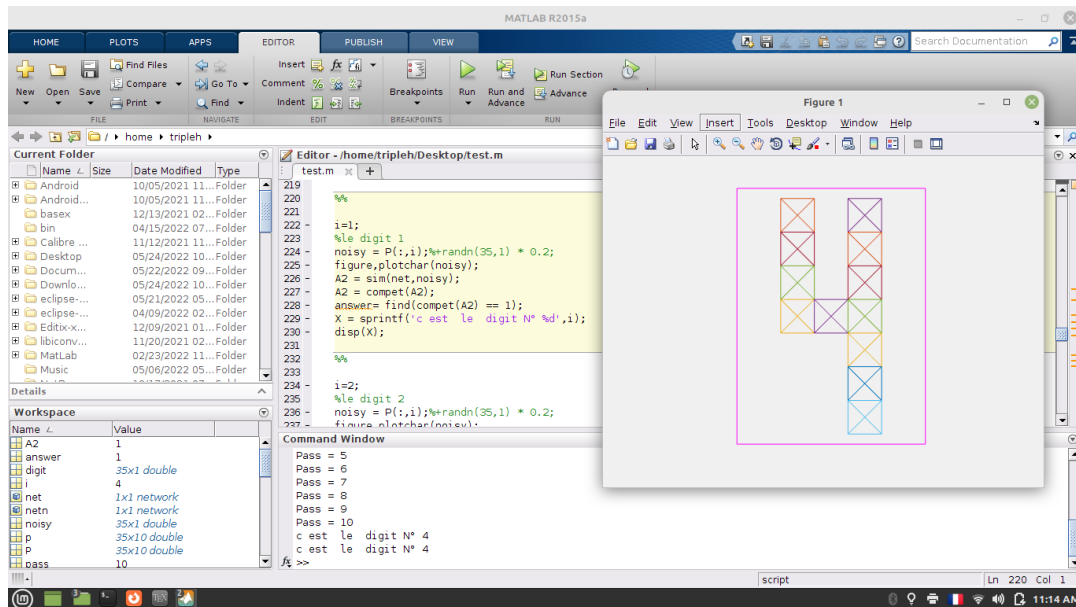 MATLAB R2015a
HOME PLOTS APPS EDITOR PUBLISH VIEW
Search Documentation
New Open Save
Find Files
Compare
Print
Go To
Find
Insert
Comment
Indent
Breakpoints
Run
Run and Advance
Run Section
Advance
FILE NAVIGATE EDIT BREAKPOINTS RUN
/ home tripleh
Current Folder
Name Size Date Modified Type
Android 10/05/2021 11...Folder
Android... 10/05/2021 11...Folder
basex 12/13/2021 02...Folder
bin 04/15/2022 07...Folder
Calibre ... 11/12/2021 11...Folder
Desktop 05/24/2022 10...Folder
Docum... 05/22/2022 09...Folder
Downlo... 05/24/2022 10...Folder
eclipse-... 05/21/2022 05...Folder
eclipse-... 04/09/2022 02...Folder
Editix-x... 12/09/2021 01...Folder
libiconv... 11/20/2021 02...Folder
MatLab 02/23/2022 11...Folder
Music 05/06/2022 05...Folder
Details
Workspace
Name Value
A2 1
answer 1
digit 35x1 double
i 4
net 1x1 network
netn 1x1 network
noisy 35x1 double
p 35x10 double
P 35x10 double
pass 10
Editor - /home/tripleh/Desktop/test.m
test.m
219
220 %%
221
222 - i=1;
223 %le digit 1
224 - noisy = P(:,i);%+randn(35,1) * 0.2;
225 - figure,plotchar(noisy);
226 - A2 = sim(net,noisy);
227 - A2 = compet(A2);
228 - answer= find(compet(A2) == 1);
229 - X = sprintf('c est le digit N° %d',i);
230 - disp(X);
231
232 %%
233
234 - i=2;
235 %le digit 2
236 - noisy = P(:,i);%+randn(35,1) * 0.2;
237 - figure,plotchar(noisy);
Command Window
Pass = 5
Pass = 6
Pass = 7
Pass = 8
Pass = 9
Pass = 10
c est le digit N° 4
c est le digit N° 4
fx >>
Figure 1
File Edit View Insert Tools Desktop Window Help
script Ln 220 Col 1
11:14 AM